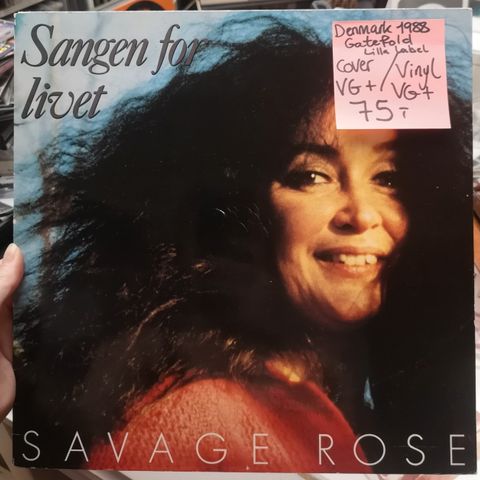 Sangen for
livet
Denmark 1988
Gatefold
Lilla Label
Cover / Vinyl
VG+ / VG+
75,-
SAVAGE ROSE